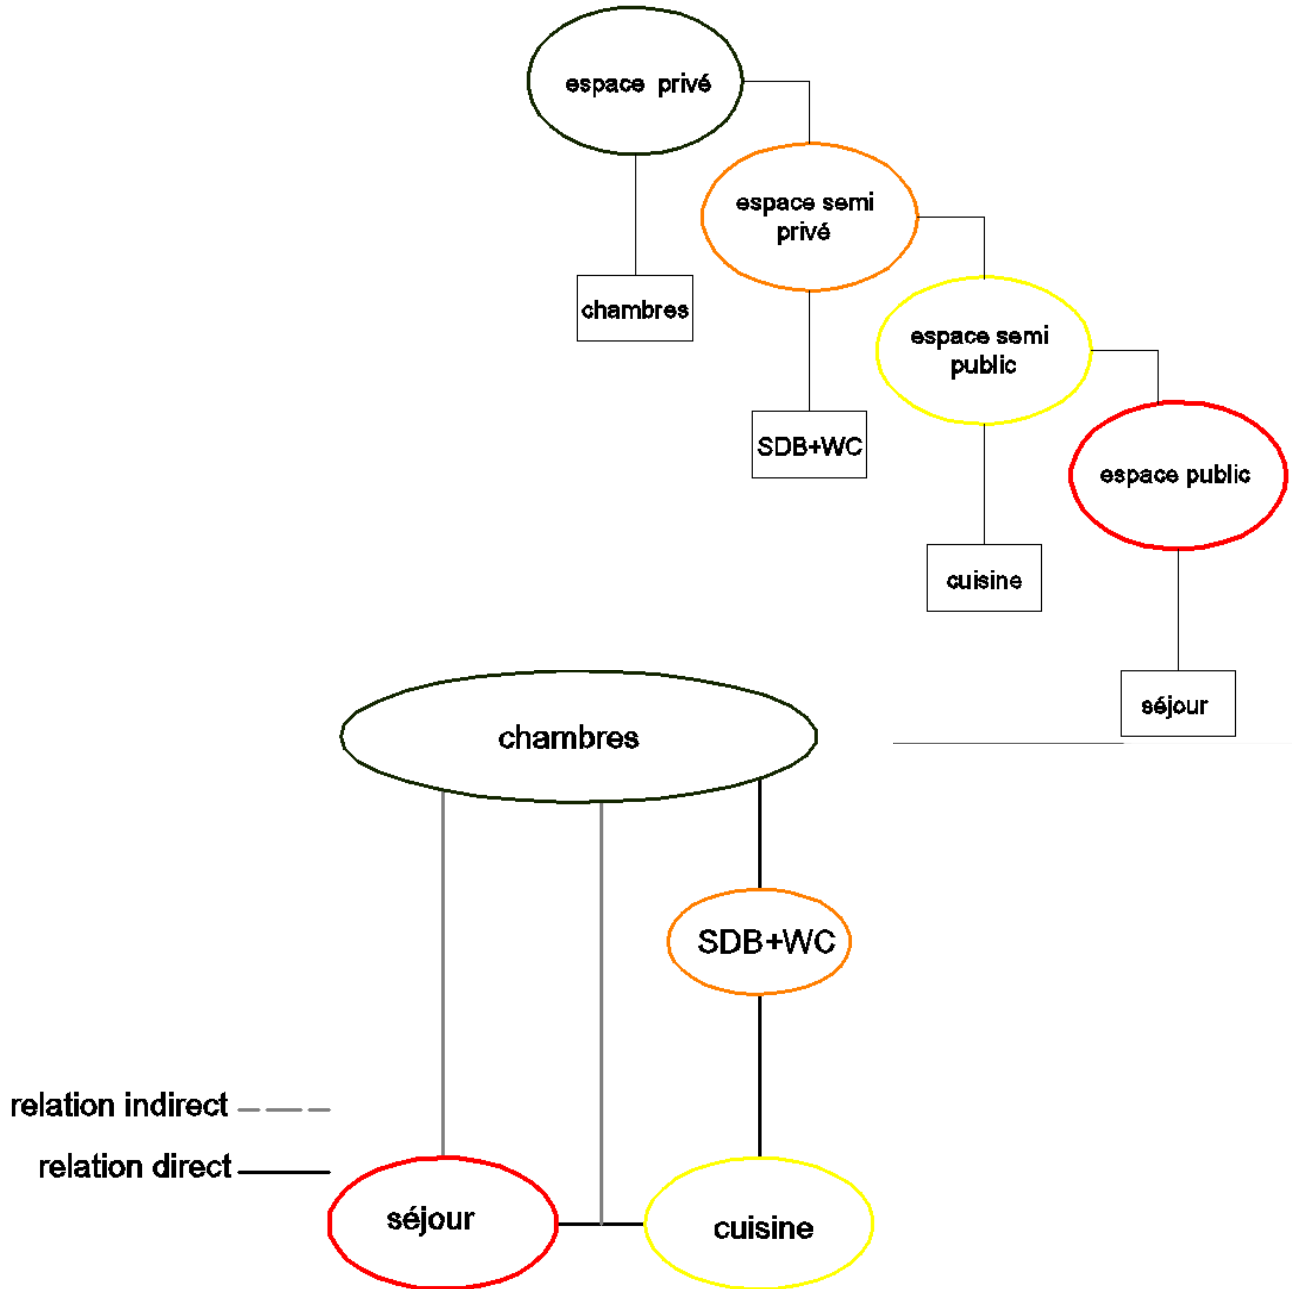 espace privé
espace semi
privé
chambres
espace semi
public
SDB+WC
espace public
cuisine
séjour
chambres
SDB+WC
relation indirect
relation direct
séjour
cuisine